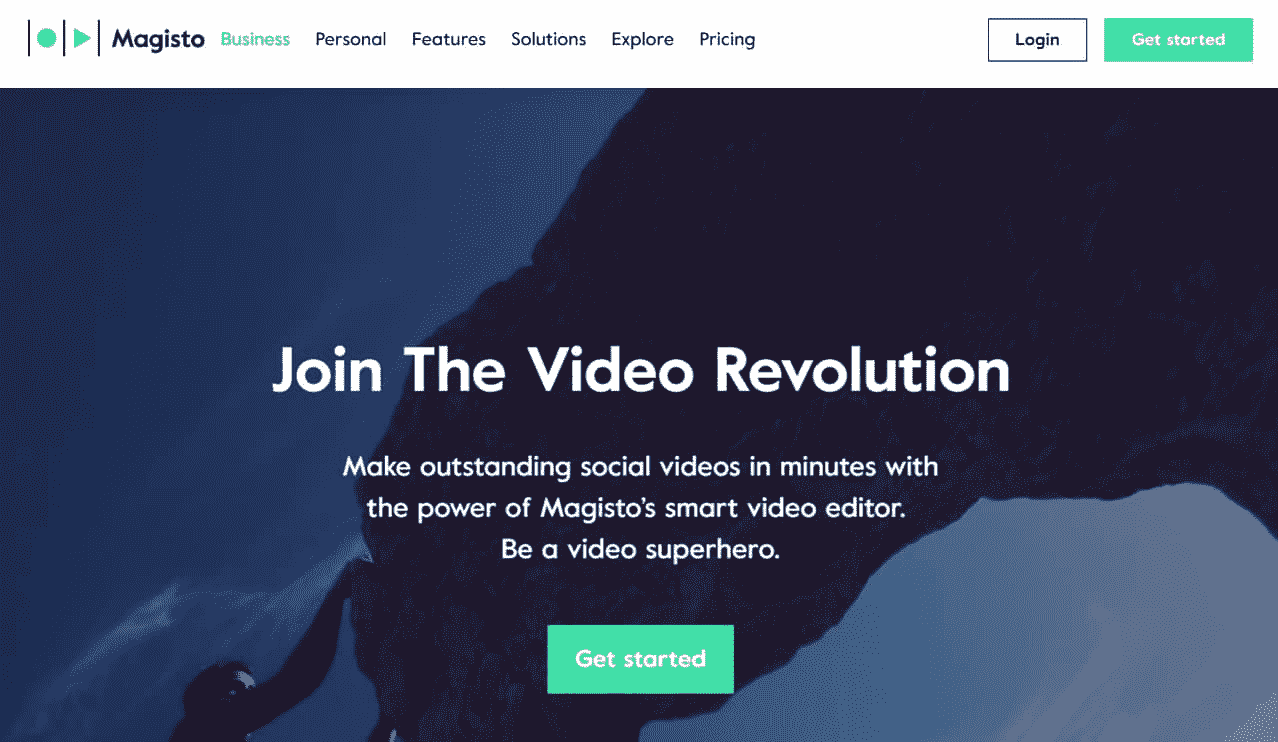 Magisto Business Personal Features Solutions Explore Pricing Login Get started
Join The Video Revolution
Make outstanding social videos in minutes with
the power of Magisto’s smart video editor.
Be a video superhero.
Get started